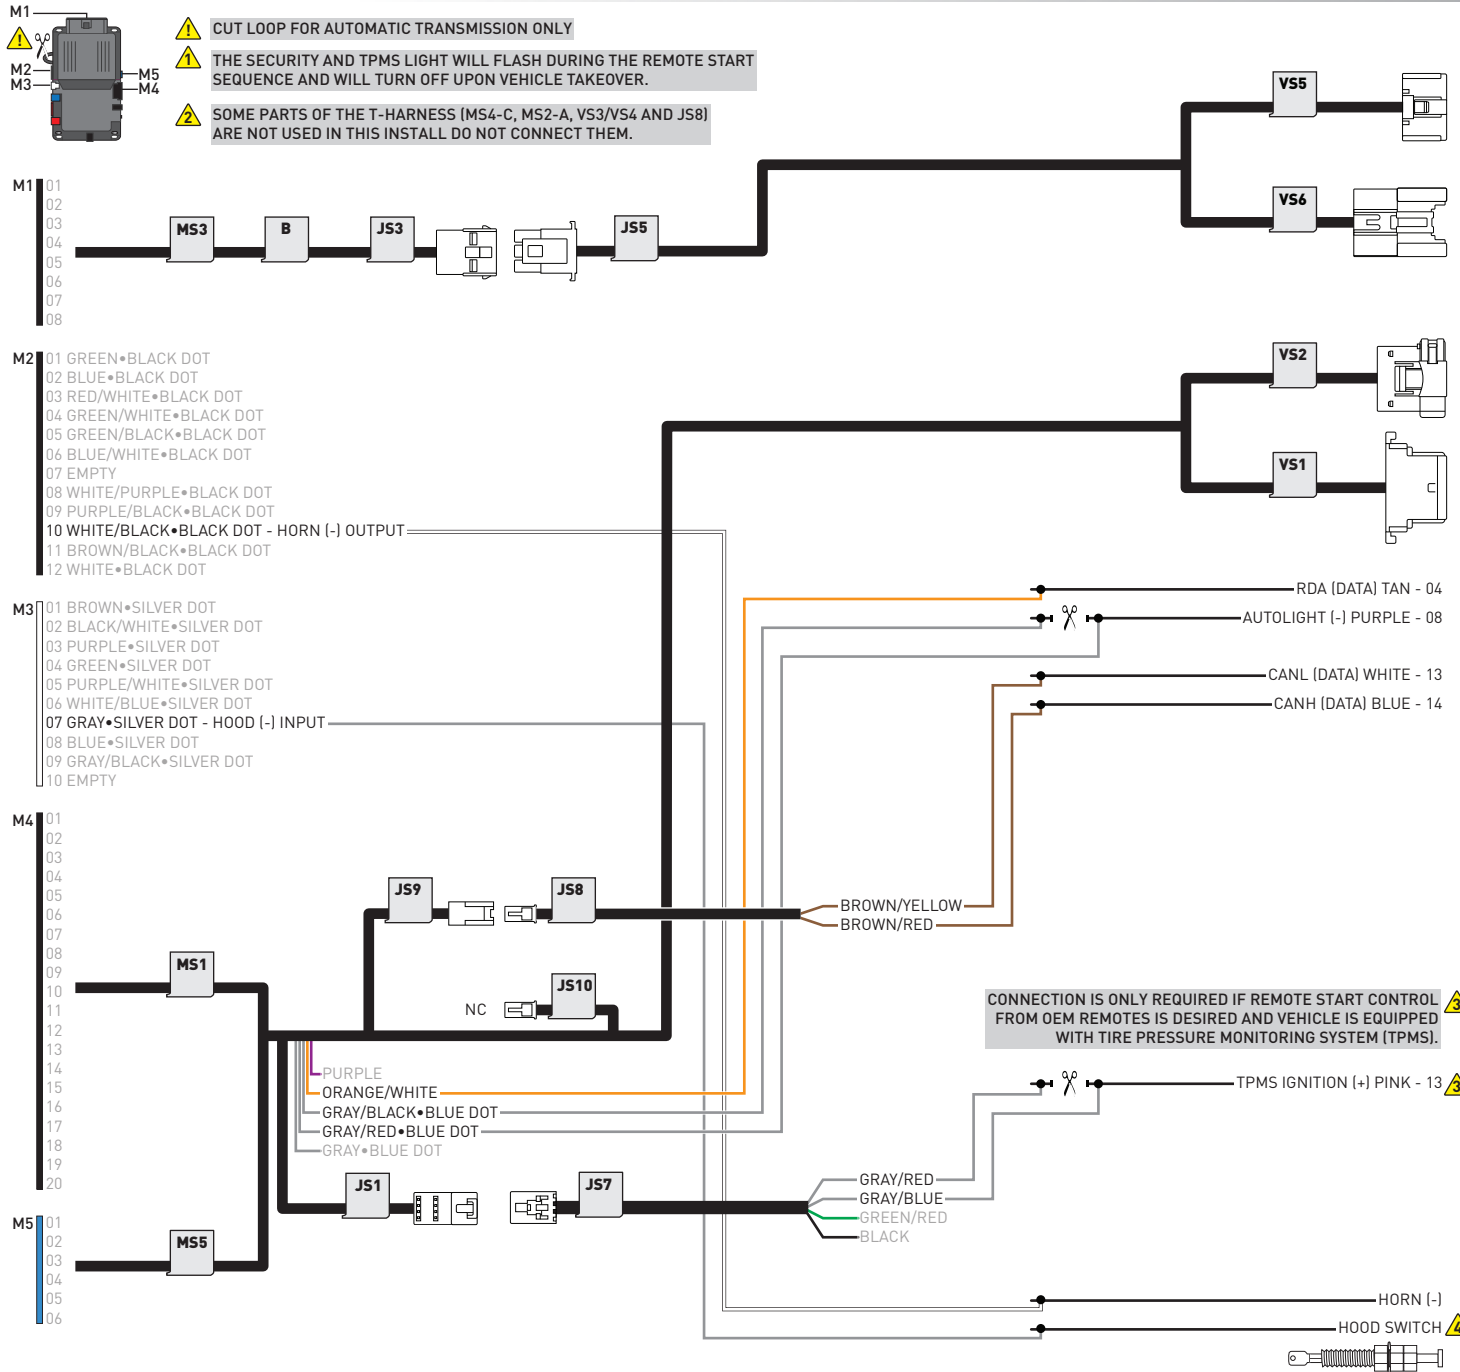 M1
M2
M3
M5
M4
! CUT LOOP FOR AUTOMATIC TRANSMISSION ONLY
1 THE SECURITY AND TPMS LIGHT WILL FLASH DURING THE REMOTE START
SEQUENCE AND WILL TURN OFF UPON VEHICLE TAKEOVER.
2 SOME PARTS OF THE T-HARNESS (MS4-C, MS2-A, VS3/VS4 AND JS8)
ARE NOT USED IN THIS INSTALL DO NOT CONNECT THEM.
!
M1
01
02
03
04
05
06
07
08
MS3
B
JS3
JS5
VS5
VS6
M2
01 GREEN•BLACK DOT
02 BLUE•BLACK DOT
03 RED/WHITE•BLACK DOT
04 GREEN/WHITE•BLACK DOT
05 GREEN/BLACK•BLACK DOT
06 BLUE/WHITE•BLACK DOT
07 EMPTY
08 WHITE/PURPLE•BLACK DOT
09 PURPLE/BLACK•BLACK DOT
10 WHITE/BLACK•BLACK DOT - HORN (-) OUTPUT
11 BROWN/BLACK•BLACK DOT
12 WHITE•BLACK DOT
VS2
VS1
M3
01 BROWN•SILVER DOT
02 BLACK/WHITE•SILVER DOT
03 PURPLE•SILVER DOT
04 GREEN•SILVER DOT
05 PURPLE/WHITE•SILVER DOT
06 WHITE/BLUE•SILVER DOT
07 GRAY•SILVER DOT - HOOD (-) INPUT
08 BLUE•SILVER DOT
09 GRAY/BLACK•SILVER DOT
10 EMPTY
RDA (DATA) TAN - 04
AUTOLIGHT (-) PURPLE - 08
CANL (DATA) WHITE - 13
CANH (DATA) BLUE - 14
M4
01
02
03
04
05
06
07
08
09
10
11
12
13
14
15
16
17
18
19
20
MS1
JS9
JS8
BROWN/YELLOW
BROWN/RED
NC
JS10
PURPLE
ORANGE/WHITE
GRAY/BLACK•BLUE DOT
GRAY/RED•BLUE DOT
GRAY•BLUE DOT
CONNECTION IS ONLY REQUIRED IF REMOTE START CONTROL 3
FROM OEM REMOTES IS DESIRED AND VEHICLE IS EQUIPPED
WITH TIRE PRESSURE MONITORING SYSTEM (TPMS).
TPMS IGNITION (+) PINK - 13 3
JS1
JS7
GRAY/RED
GRAY/BLUE
GREEN/RED
BLACK
M5
01
02
03
04
05
06
MS5
HORN (-)
HOOD SWITCH 4